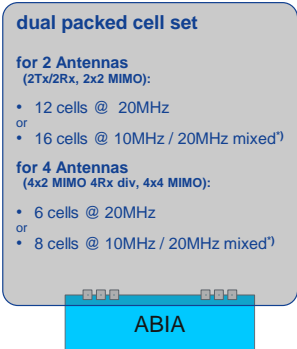 dual packed cell set
for 2 Antennas
(2Tx/2Rx, 2x2 MIMO):
• 12 cells @ 20MHz
or
• 16 cells @ 10MHz / 20MHz mixed*)
for 4 Antennas
(4x2 MIMO 4Rx div, 4x4 MIMO):
• 6 cells @ 20MHz
or
• 8 cells @ 10MHz / 20MHz mixed*)
ABIA